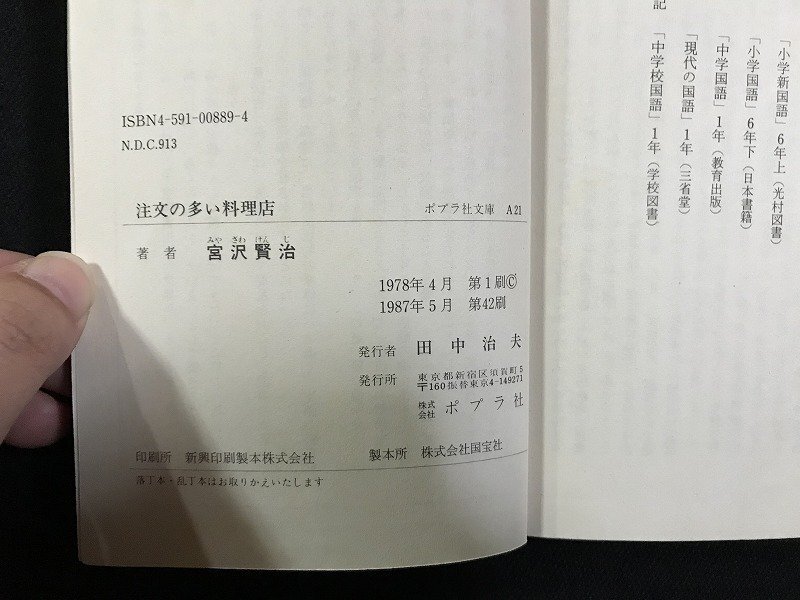 記
「小学新国語」6年上（光村図書）
「小学国語」6年下（日本書籍）
「中学国語」1年（教育出版）
「現代の国語」1年（三省堂）
「中学校国語」1年（学校図書）
ISBN4-591-00889-4
N.D.C.913
注文の多い料理店 ポプラ社文庫 A21
みや ざわ けん じ
著者 宮沢賢治
1978年4月 第1刷©
1987年5月 第42刷
発行者 田中治夫
発行所 東京都新宿区須賀町5
〒160振替東京4-149271
株式会社 ポプラ社
印刷所 新興印刷製本株式会社 製本所 株式会社国宝社
落丁本・乱丁本はお取りかえいたします